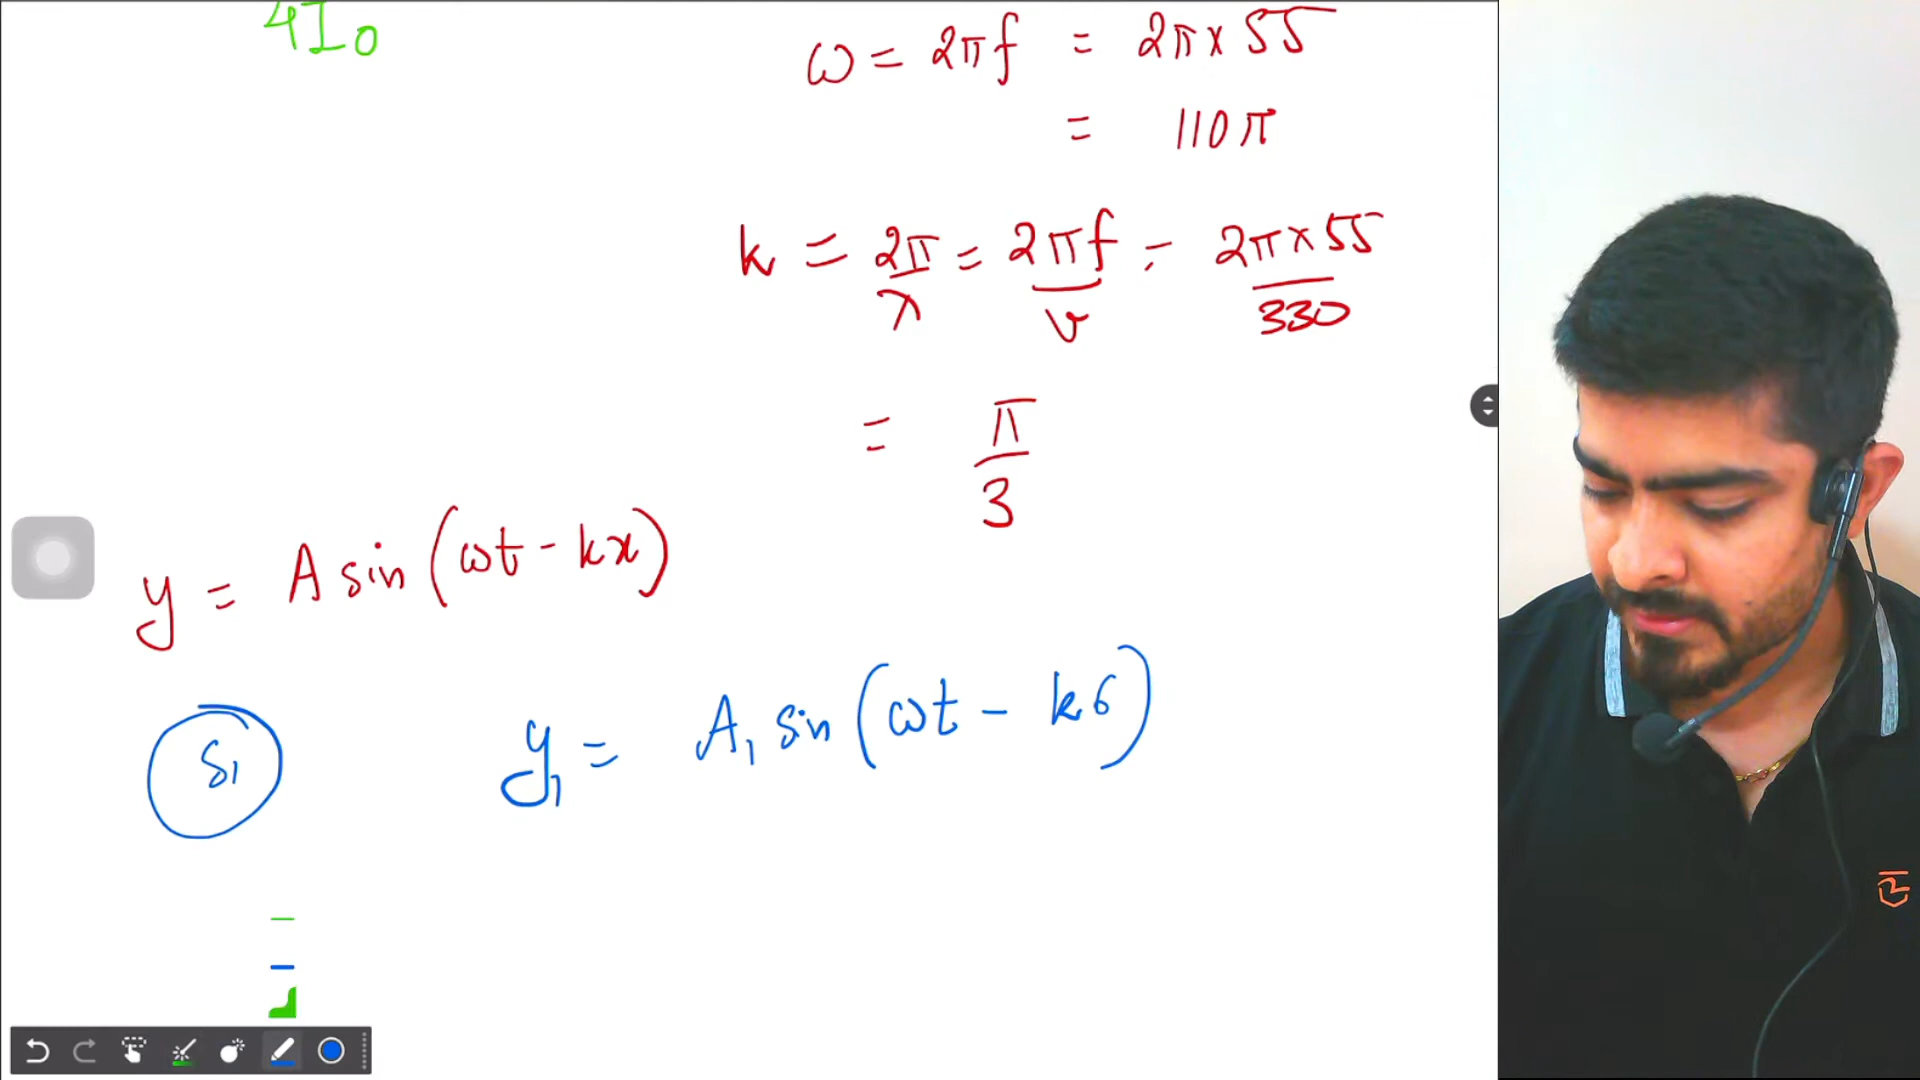 4I₀
ω = 2πf = 2π×55
= 110π
k = 2π/λ = 2πf/v = 2π×55/330
= π/3
y = A sin(ωt - kx)
S₁ y₁ = A₁ sin(ωt - k6)